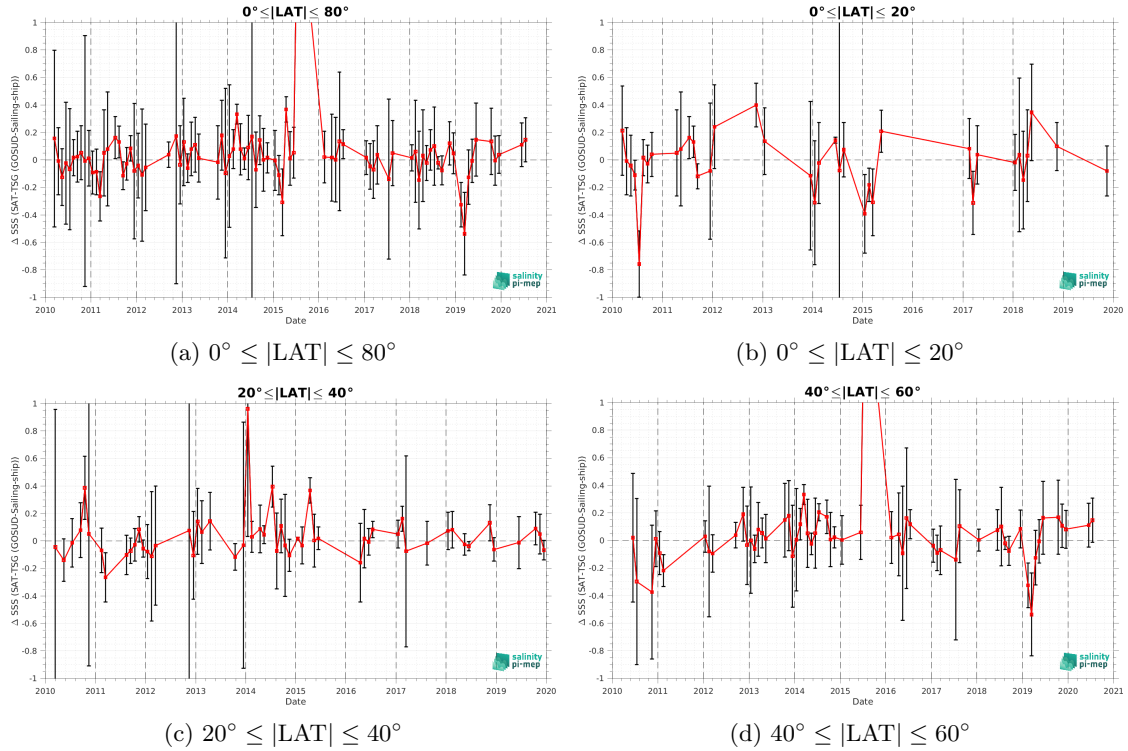 0°≤|LAT|≤ 80°
Δ SSS (SAT-TSG (GOSUD-Sailing-ship))
1
0.8
0.6
0.4
0.2
0
-0.2
-0.4
-0.6
-0.8
-1
2010 2011 2012 2013 2014 2015 2016 2017 2018 2019 2020 2021
Date
salinity
pi-mep
(a) 0° ≤ |LAT| ≤ 80°
0°≤|LAT|≤ 20°
Δ SSS (SAT-TSG (GOSUD-Sailing-ship))
1
0.8
0.6
0.4
0.2
0
-0.2
-0.4
-0.6
-0.8
-1
2010 2011 2012 2013 2014 2015 2016 2017 2018 2019 2020
Date
salinity
pi-mep
(b) 0° ≤ |LAT| ≤ 20°
20°≤|LAT|≤ 40°
Δ SSS (SAT-TSG (GOSUD-Sailing-ship))
1
0.8
0.6
0.4
0.2
0
-0.2
-0.4
-0.6
-0.8
-1
2010 2011 2012 2013 2014 2015 2016 2017 2018 2019 2020
Date
salinity
pi-mep
(c) 20° ≤ |LAT| ≤ 40°
40°≤|LAT|≤ 60°
Δ SSS (SAT-TSG (GOSUD-Sailing-ship))
1
0.8
0.6
0.4
0.2
0
-0.2
-0.4
-0.6
-0.8
-1
2010 2011 2012 2013 2014 2015 2016 2017 2018 2019 2020 2021
Date
salinity
pi-mep
(d) 40° ≤ |LAT| ≤ 60°